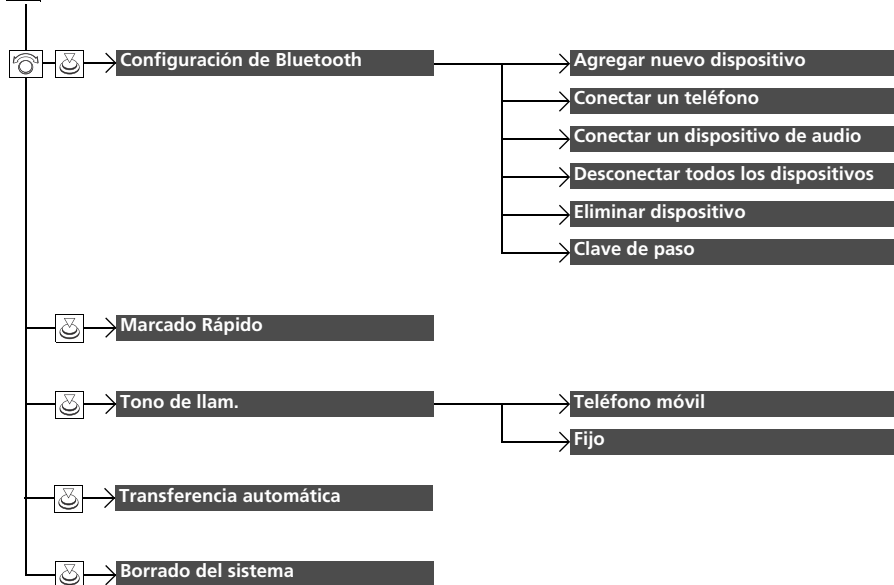 Configuración de Bluetooth
Agregar nuevo dispositivo
Conectar un teléfono
Conectar un dispositivo de audio
Desconectar todos los dispositivos
Eliminar dispositivo
Clave de paso
Marcado Rápido
Tono de llam.
Teléfono móvil
Fijo
Transferencia automática
Borrado del sistema